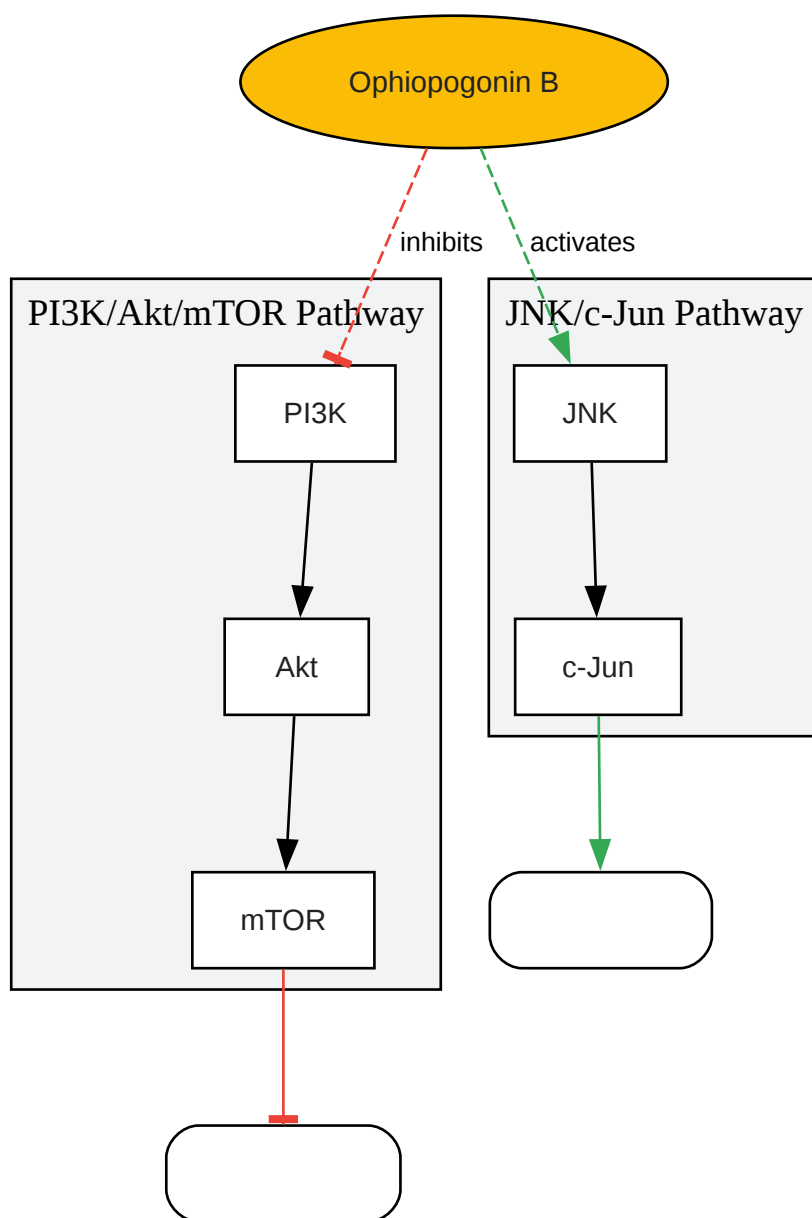 Ophiopogonin B
inhibits
activates
PI3K/Akt/mTOR Pathway
JNK/c-Jun Pathway
PI3K
JNK
Akt
c-Jun
mTOR